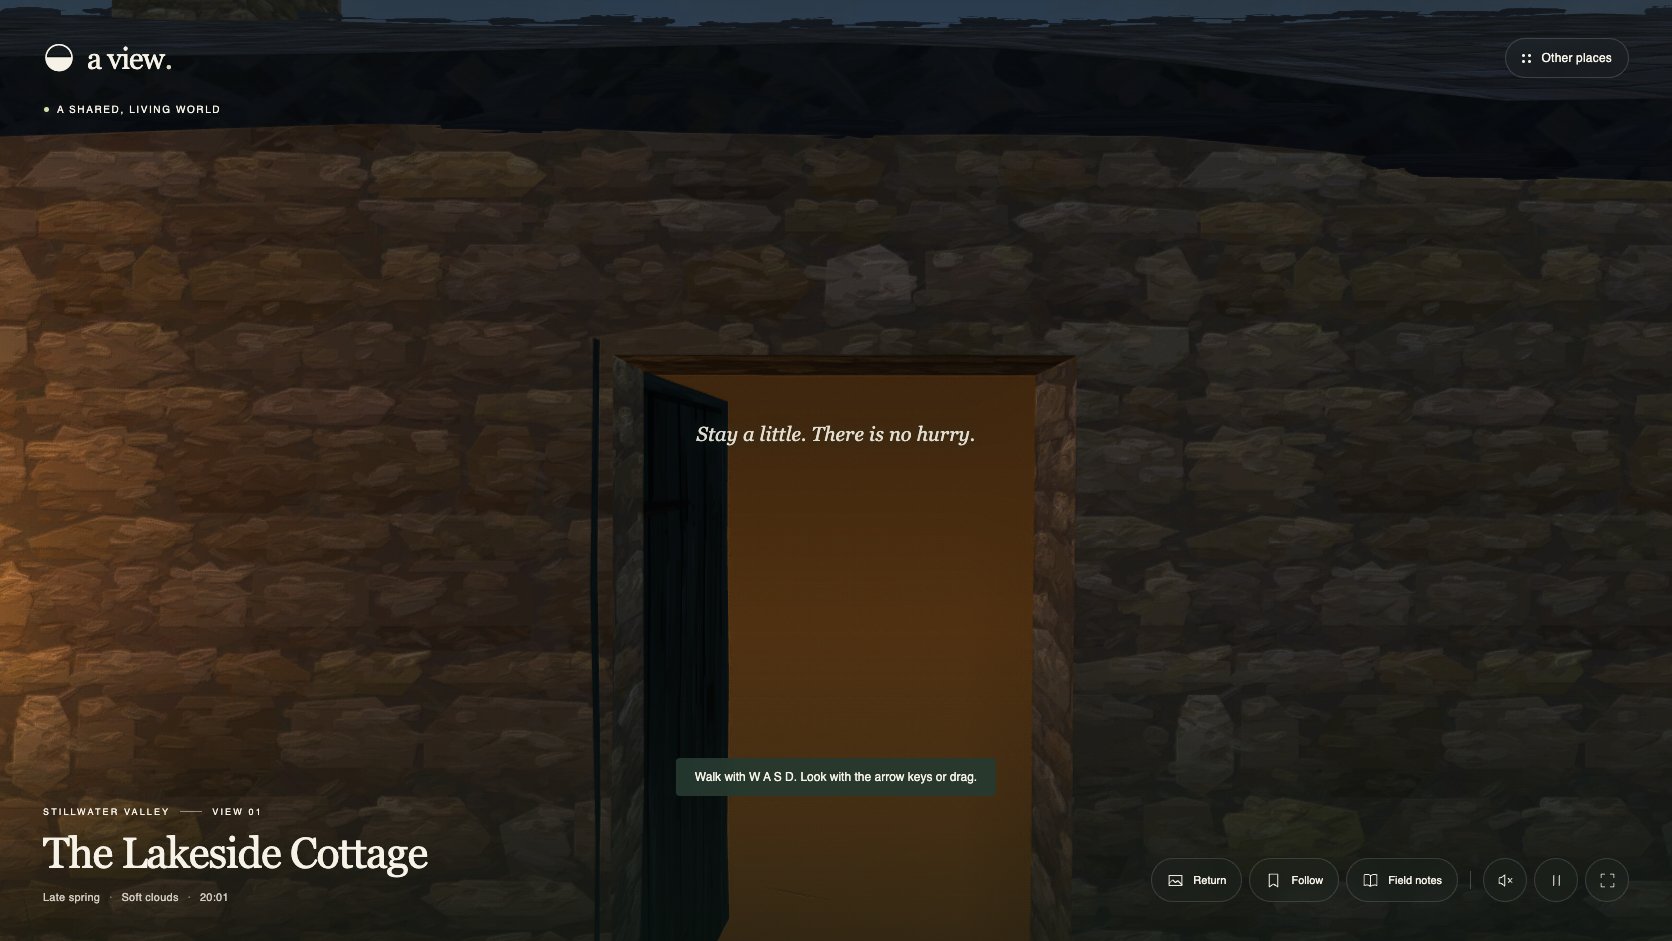 a view.
Other places
A SHARED, LIVING WORLD
Stay a little. There is no hurry.
Walk with W A S D. Look with the arrow keys or drag.
STILLWATER VALLEY — VIEW 01
The Lakeside Cottage
Late spring · Soft clouds · 20:01
Return
Follow
Field notes